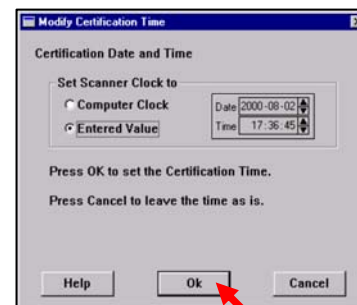 Modify Certification Time
Certification Date and Time
Set Scanner Clock to
Computer Clock
Date 2000-08-02
Entered Value
Time 17:36:45
Press OK to set the Certification Time.
Press Cancel to leave the time as is.
Help Ok Cancel